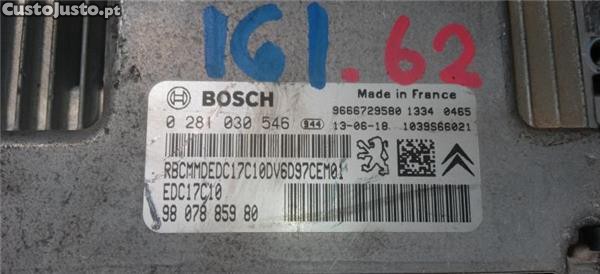 CustoJusto.pt
161.62
BOSCH
Made in France
9666729580 1334 0465
0 281 030 546 944 13-06-18 1039S66021
RBCMMDEDC17C10DV6D97CEM01
EDC17C10
98 078 859 80